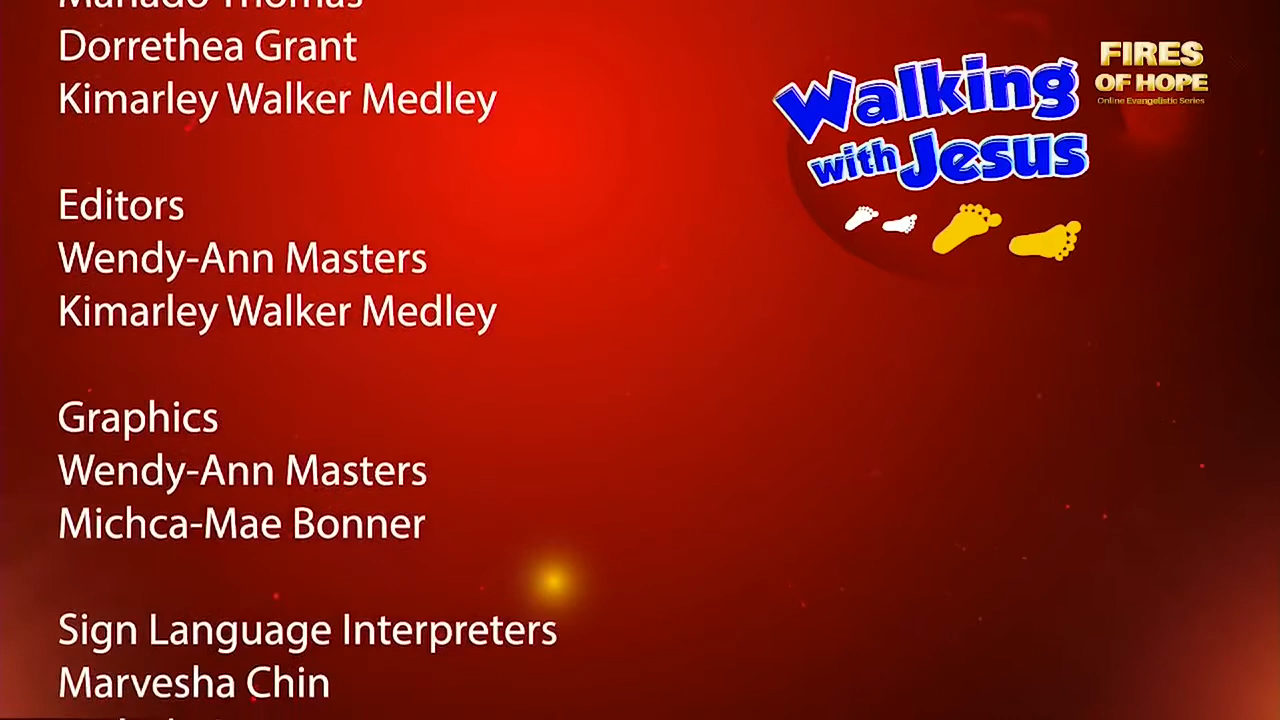 Thomas
Dorrethea Grant
Kimarley Walker Medley
Editors
Wendy-Ann Masters
Kimarley Walker Medley
Graphics
Wendy-Ann Masters
Michca-Mae Bonner
Sign Language Interpreters
Marvesha Chin
Walking
with Jesus
FIRES
OF HOPE
Online Evangelistic Series